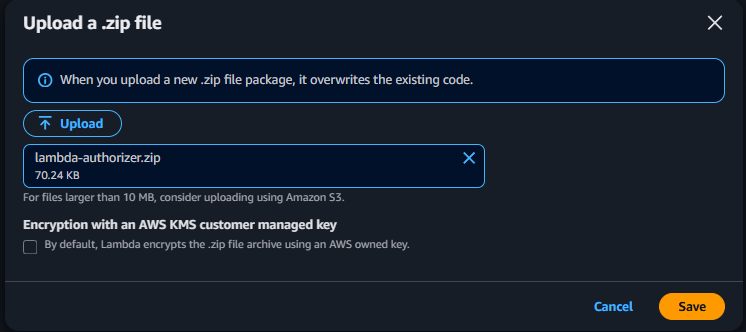 Upload a .zip file
When you upload a new .zip file package, it overwrites the existing code.
Upload
lambda-authorizer.zip
70.24 KB
For files larger than 10 MB, consider uploading using Amazon S3.
Encryption with an AWS KMS customer managed key
By default, Lambda encrypts the .zip file archive using an AWS owned key.
Cancel
Save